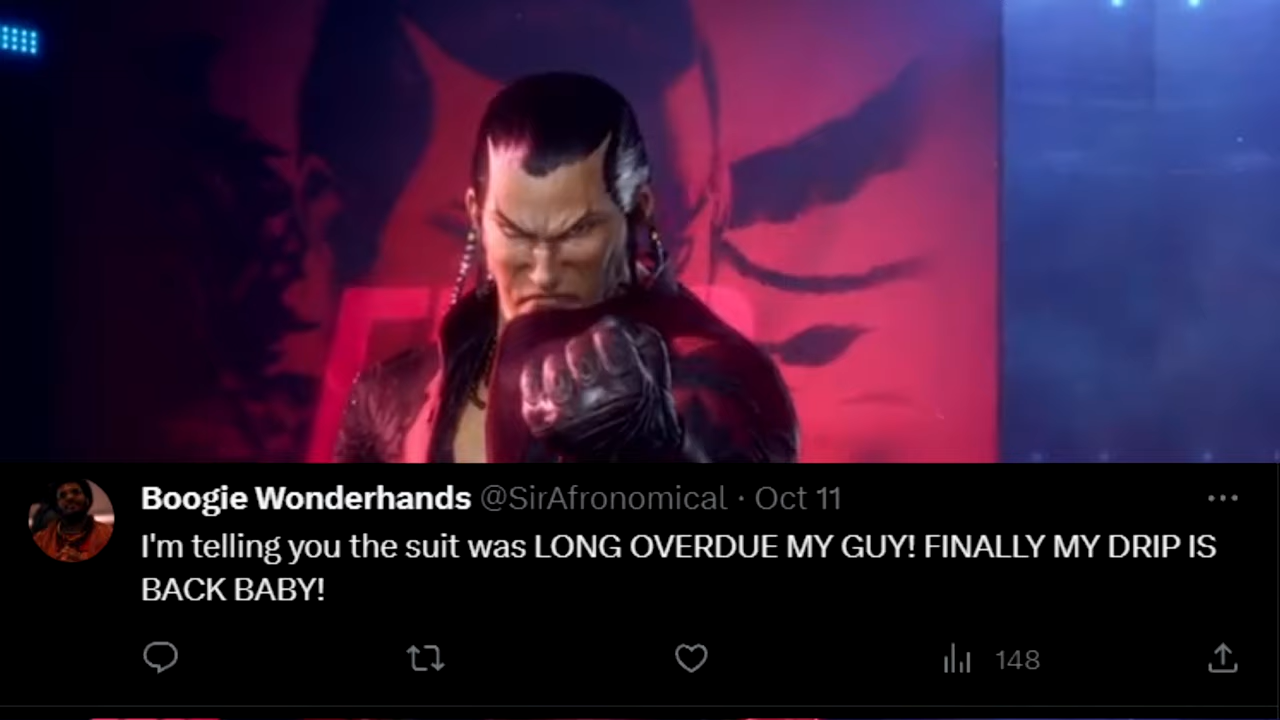 Boogie Wonderhands @SirAfronomical · Oct 11
I'm telling you the suit was LONG OVERDUE MY GUY! FINALLY MY DRIP IS
BACK BABY!
148